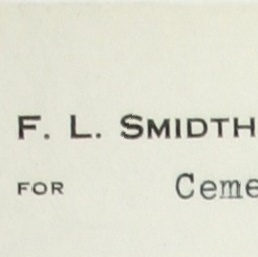 F. L. SMIDTH
FOR Ceme